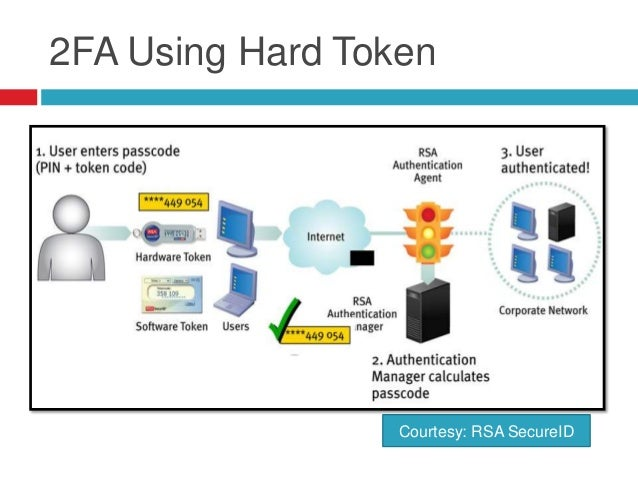 2FA Using Hard Token
1. User enters passcode
(PIN + token code)
****449 054
Hardware Token
Software Token
Users
Internet
RSA
Authentication
Agent
3. User
authenticated!
Corporate Network
RSA
Authentication
****449 054
2. Authentication
Manager calculates
passcode
Courtesy: RSA SecureID